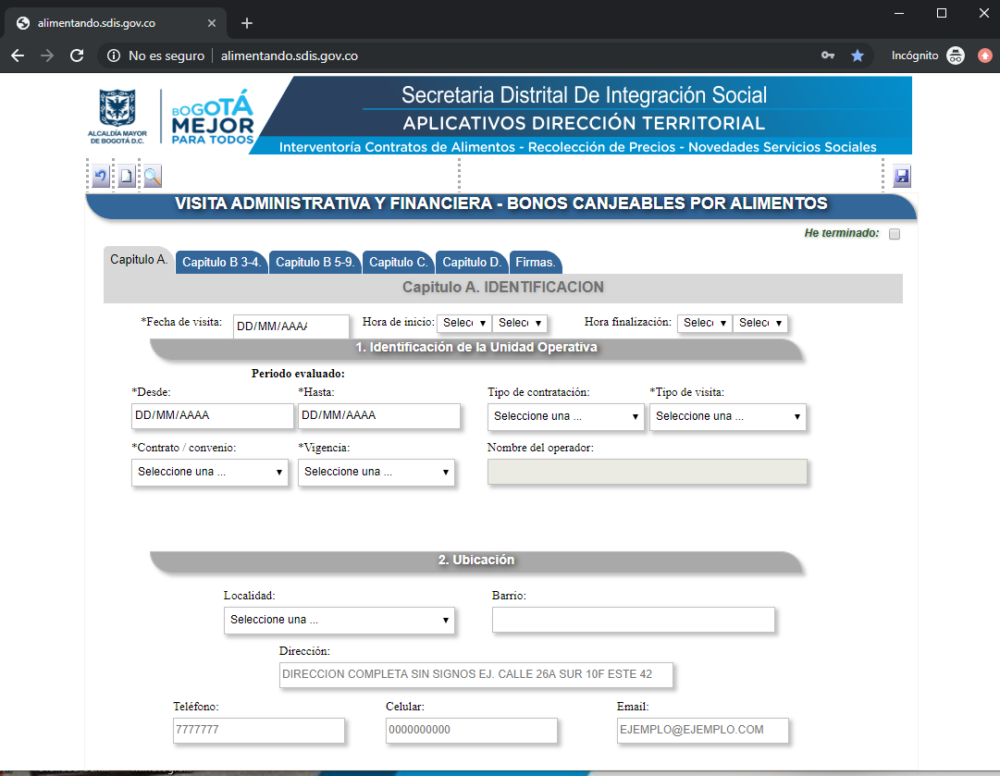 alimentando.sdis.gov.co
No es seguro
alimentando.sdis.gov.co
Incógnito
ALCALDÍA MAYOR
DE BOGOTÁ D.C.
BOGOTÁ
MEJOR
PARA TODOS
Secretaria Distrital De Integración Social
APLICATIVOS DIRECCIÓN TERRITORIAL
Interventoría Contratos de Alimentos - Recolección de Precios - Novedades Servicios Sociales
VISITA ADMINISTRATIVA Y FINANCIERA - BONOS CANJEABLES POR ALIMENTOS
He terminado:
Capitulo A. Capitulo B 3-4. Capitulo B 5-9. Capitulo C. Capitulo D. Firmas.
Capitulo A. IDENTIFICACION
*Fecha de visita: DD/MM/AAAA Hora de inicio: Selec Selec Hora finalización: Selec Selec
1. Identificación de la Unidad Operativa
Periodo evaluado:
*Desde: *Hasta: Tipo de contratación: *Tipo de visita:
DD/MM/AAAA DD/MM/AAAA Seleccione una ... Seleccione una ...
*Contrato / convenio: *Vigencia: Nombre del operador:
Seleccione una ... Seleccione una ...
2. Ubicación
Localidad: Barrio:
Seleccione una ...
Dirección:
DIRECCION COMPLETA SIN SIGNOS EJ. CALLE 26A SUR 10F ESTE 42
Teléfono: Celular: Email:
7777777 0000000000 EJEMPLO@EJEMPLO.COM